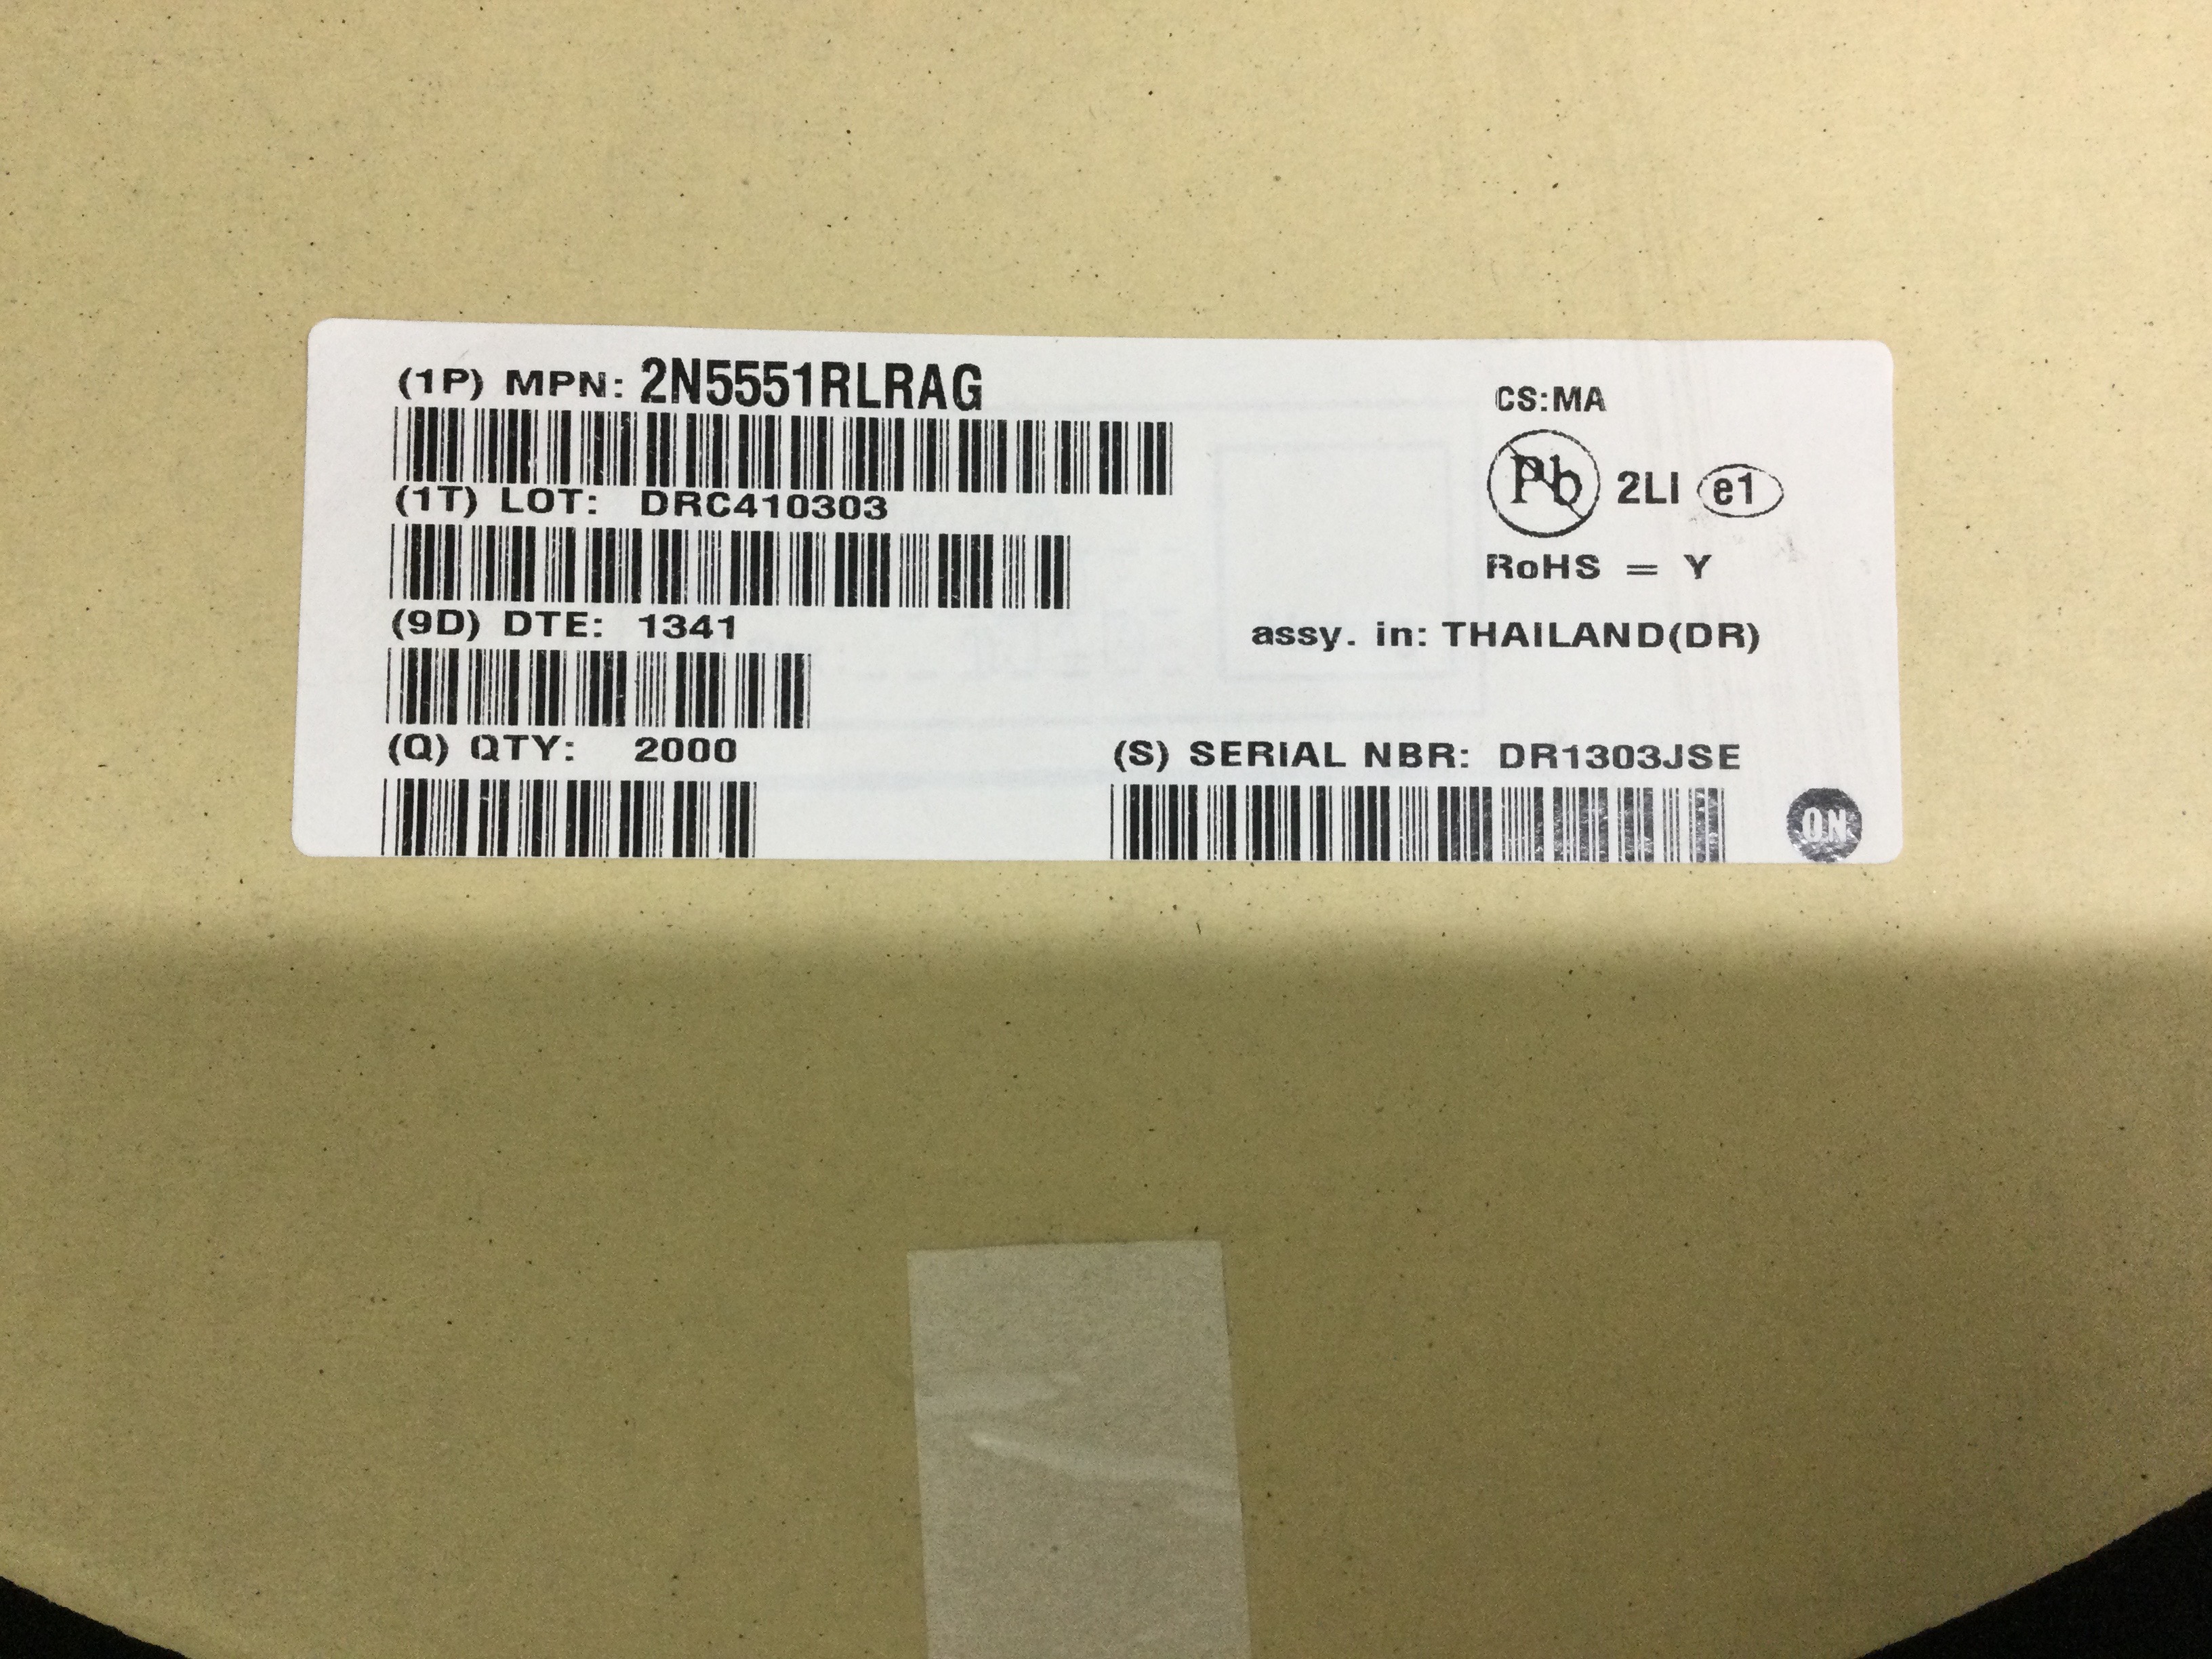 (1P) MPN: 2N5551RLRAG
(1T) LOT: DRC410303
(9D) DTE: 1341
(Q) QTY: 2000
CS:MA
Pb 2LI e1
RoHS = Y
assy. in: THAILAND(DR)
(S) SERIAL NBR: DR1303JSE
ON